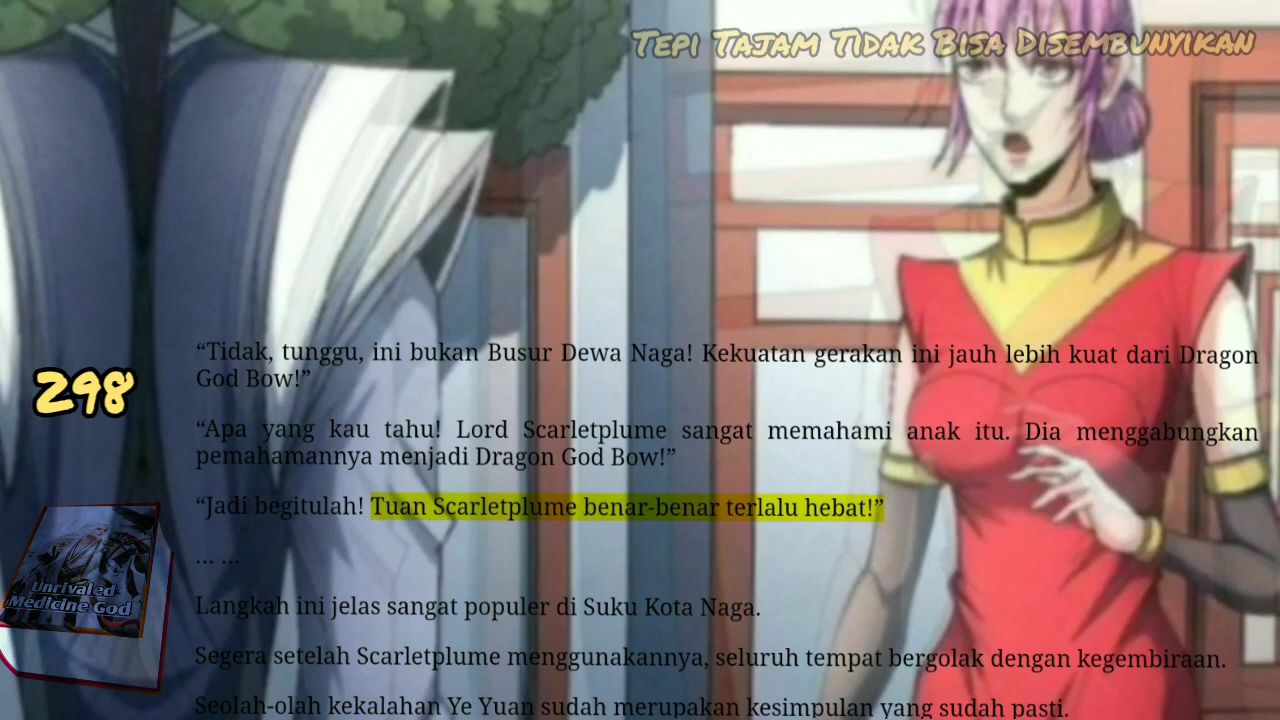 Tepi Tajam Tidak Bisa Disembunyikan
“Tidak, tunggu, ini bukan Busur Dewa Naga! Kekuatan gerakan ini jauh lebih kuat dari Dragon
God Bow!”
298
“Apa yang kau tahu! Lord Scarletplume sangat memahami anak itu. Dia menggabungkan
pemahamannya menjadi Dragon God Bow!”
“Jadi begitulah! Tuan Scarletplume benar-benar terlalu hebat!”
... ...
Unrivaled
Medicine God
Langkah ini jelas sangat populer di Suku Kota Naga.
Segera setelah Scarletplume menggunakannya, seluruh tempat bergolak dengan kegembiraan.
Seolah-olah kekalahan Ye Yuan sudah merupakan kesimpulan yang sudah pasti.